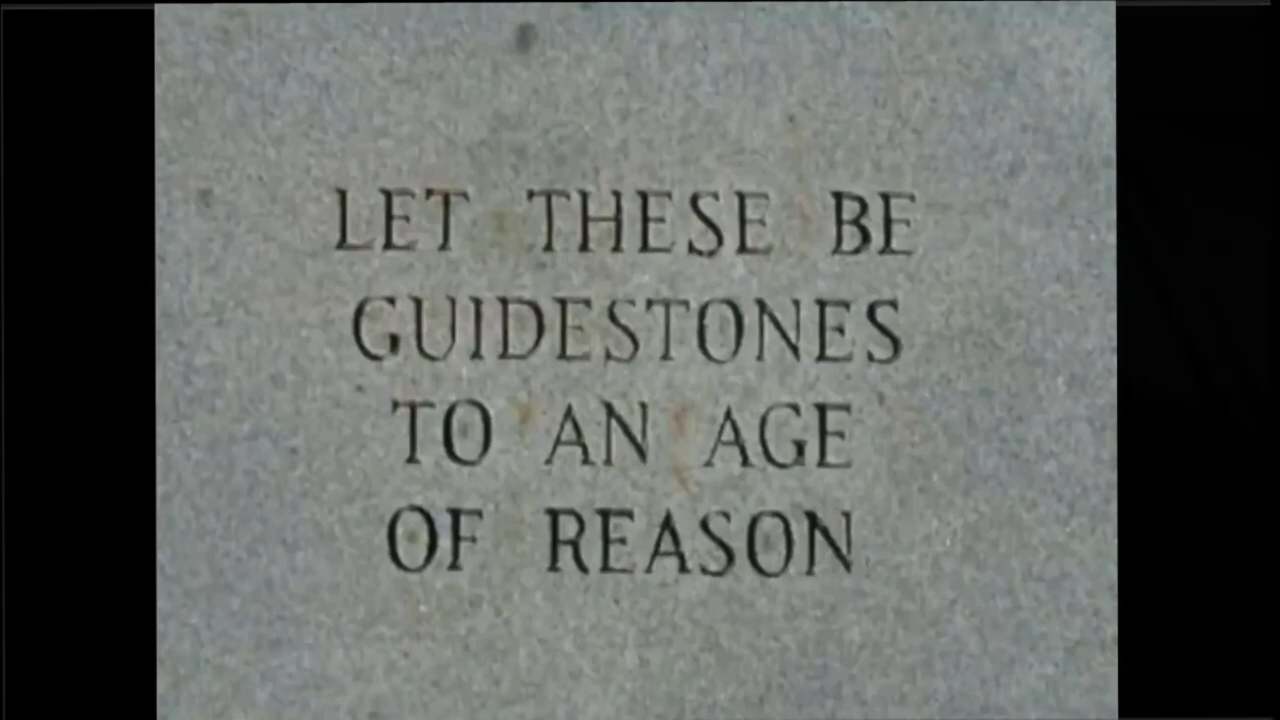 LET THESE BE
GUIDESTONES
TO AN AGE
OF REASON